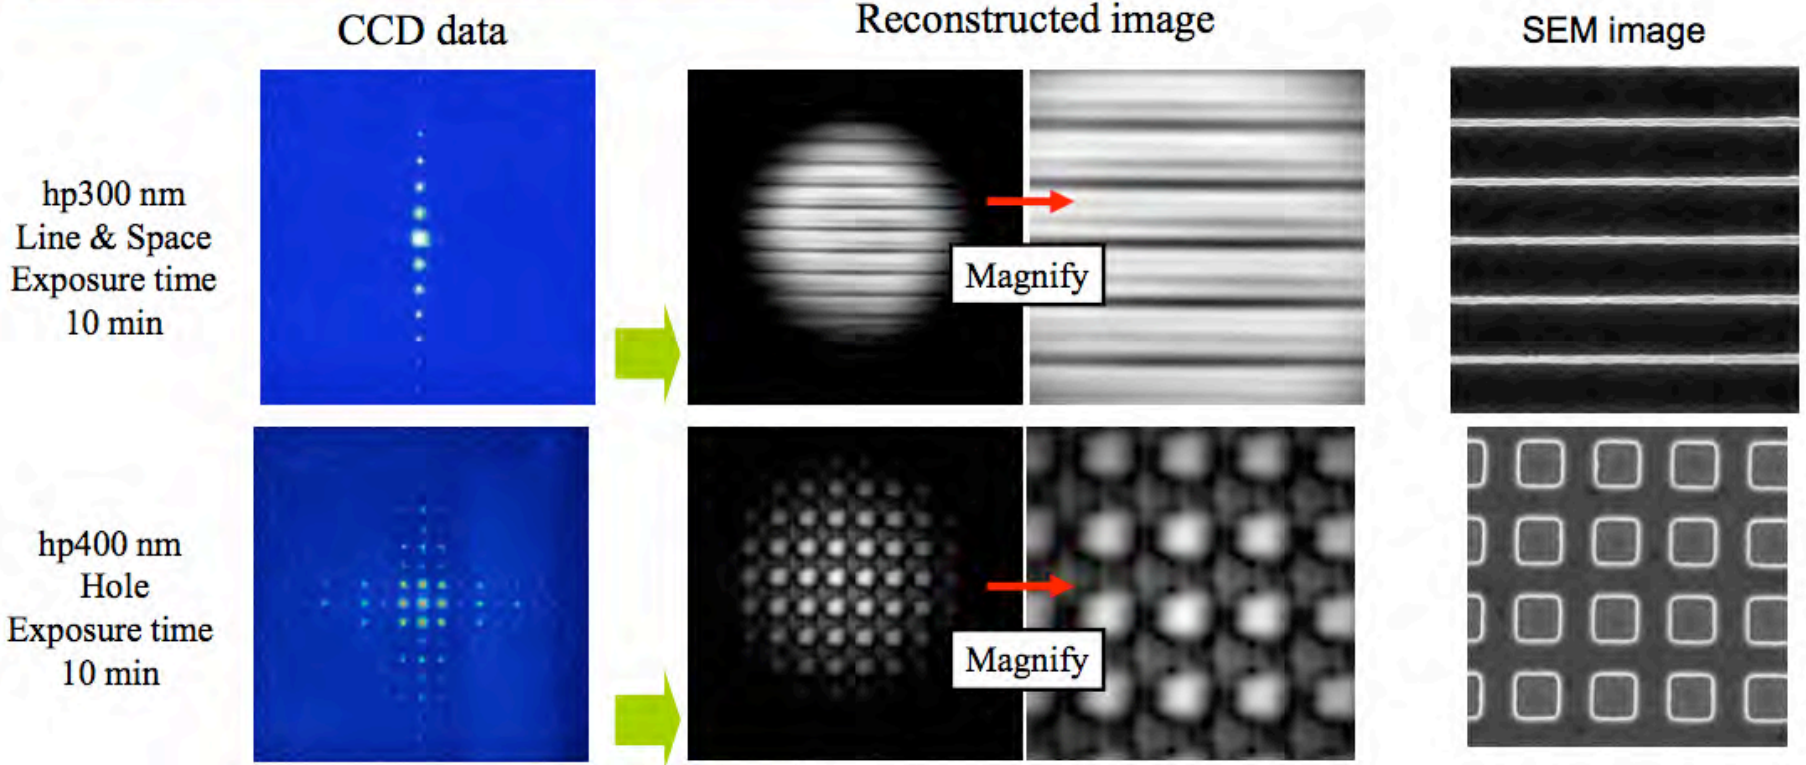 CCD data
Reconstructed image
SEM image
hp300 nm
Line & Space
Exposure time
10 min
Magnify
hp400 nm
Hole
Exposure time
10 min
Magnify